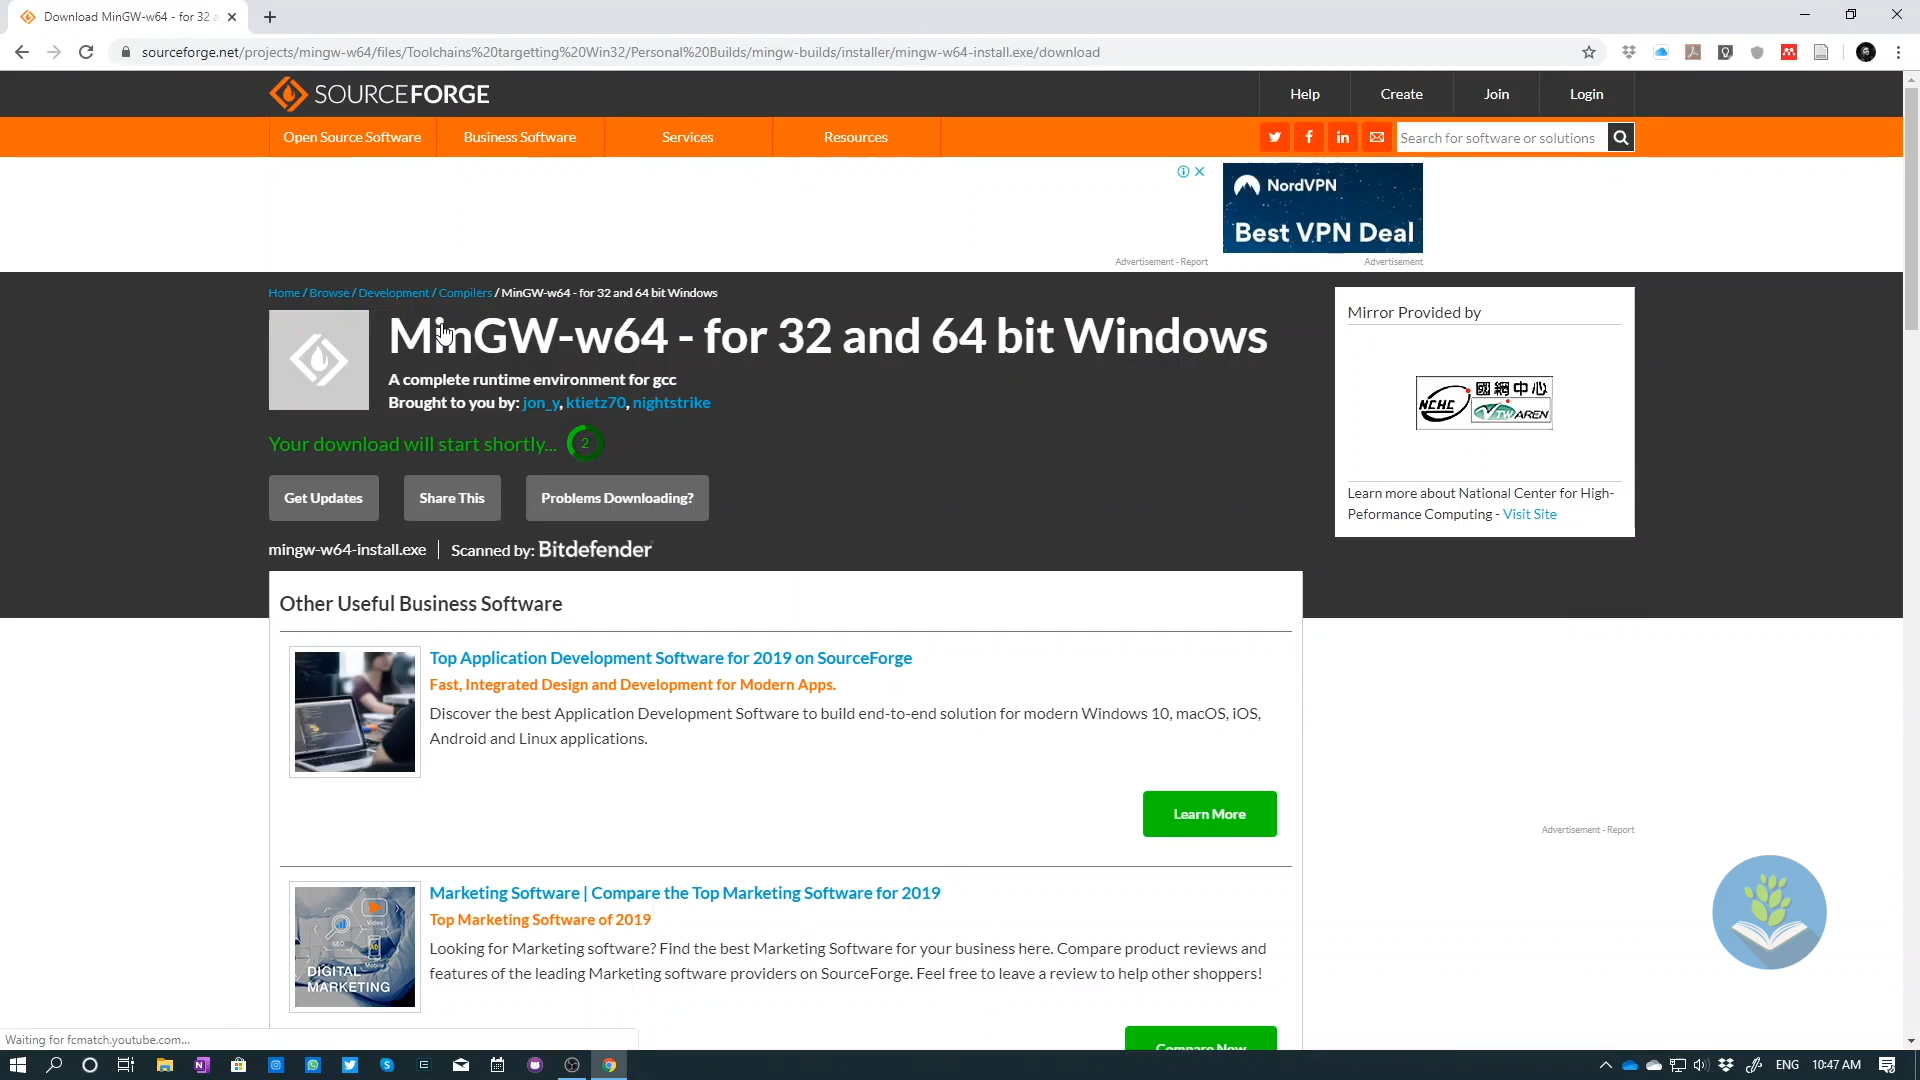 Download MinGW-w64 - for 32 a
sourceforge.net/projects/mingw-w64/files/Toolchains%20targetting%20Win32/Personal%20Builds/mingw-builds/installer/mingw-w64-install.exe/download
SOURCEFORGE
Help
Create
Join
Login
Open Source Software
Business Software
Services
Resources
Search for software or solutions
NordVPN
Best VPN Deal
Advertisement - Report
Advertisement
Home / Browse / Development / Compilers / MinGW-w64 - for 32 and 64 bit Windows
MinGW-w64 - for 32 and 64 bit Windows
A complete runtime environment for gcc
Brought to you by: jon_y, ktietz70, nightstrike
Your download will start shortly... 2
Get Updates
Share This
Problems Downloading?
mingw-w64-install.exe
Scanned by: Bitdefender
Mirror Provided by
NCHC 國網中心
TWAREN
Learn more about National Center for High-
Peformance Computing - Visit Site
Other Useful Business Software
Top Application Development Software for 2019 on SourceForge
Fast, Integrated Design and Development for Modern Apps.
Discover the best Application Development Software to build end-to-end solution for modern Windows 10, macOS, iOS,
Android and Linux applications.
Learn More
Advertisement - Report
Video
SEO
Mobile
DIGITAL
MARKETING
Marketing Software | Compare the Top Marketing Software for 2019
Top Marketing Software of 2019
Looking for Marketing software? Find the best Marketing Software for your business here. Compare product reviews and
features of the leading Marketing software providers on SourceForge. Feel free to leave a review to help other shoppers!
Compare Now
Waiting for fcmatch.youtube.com...
ENG
10:47 AM